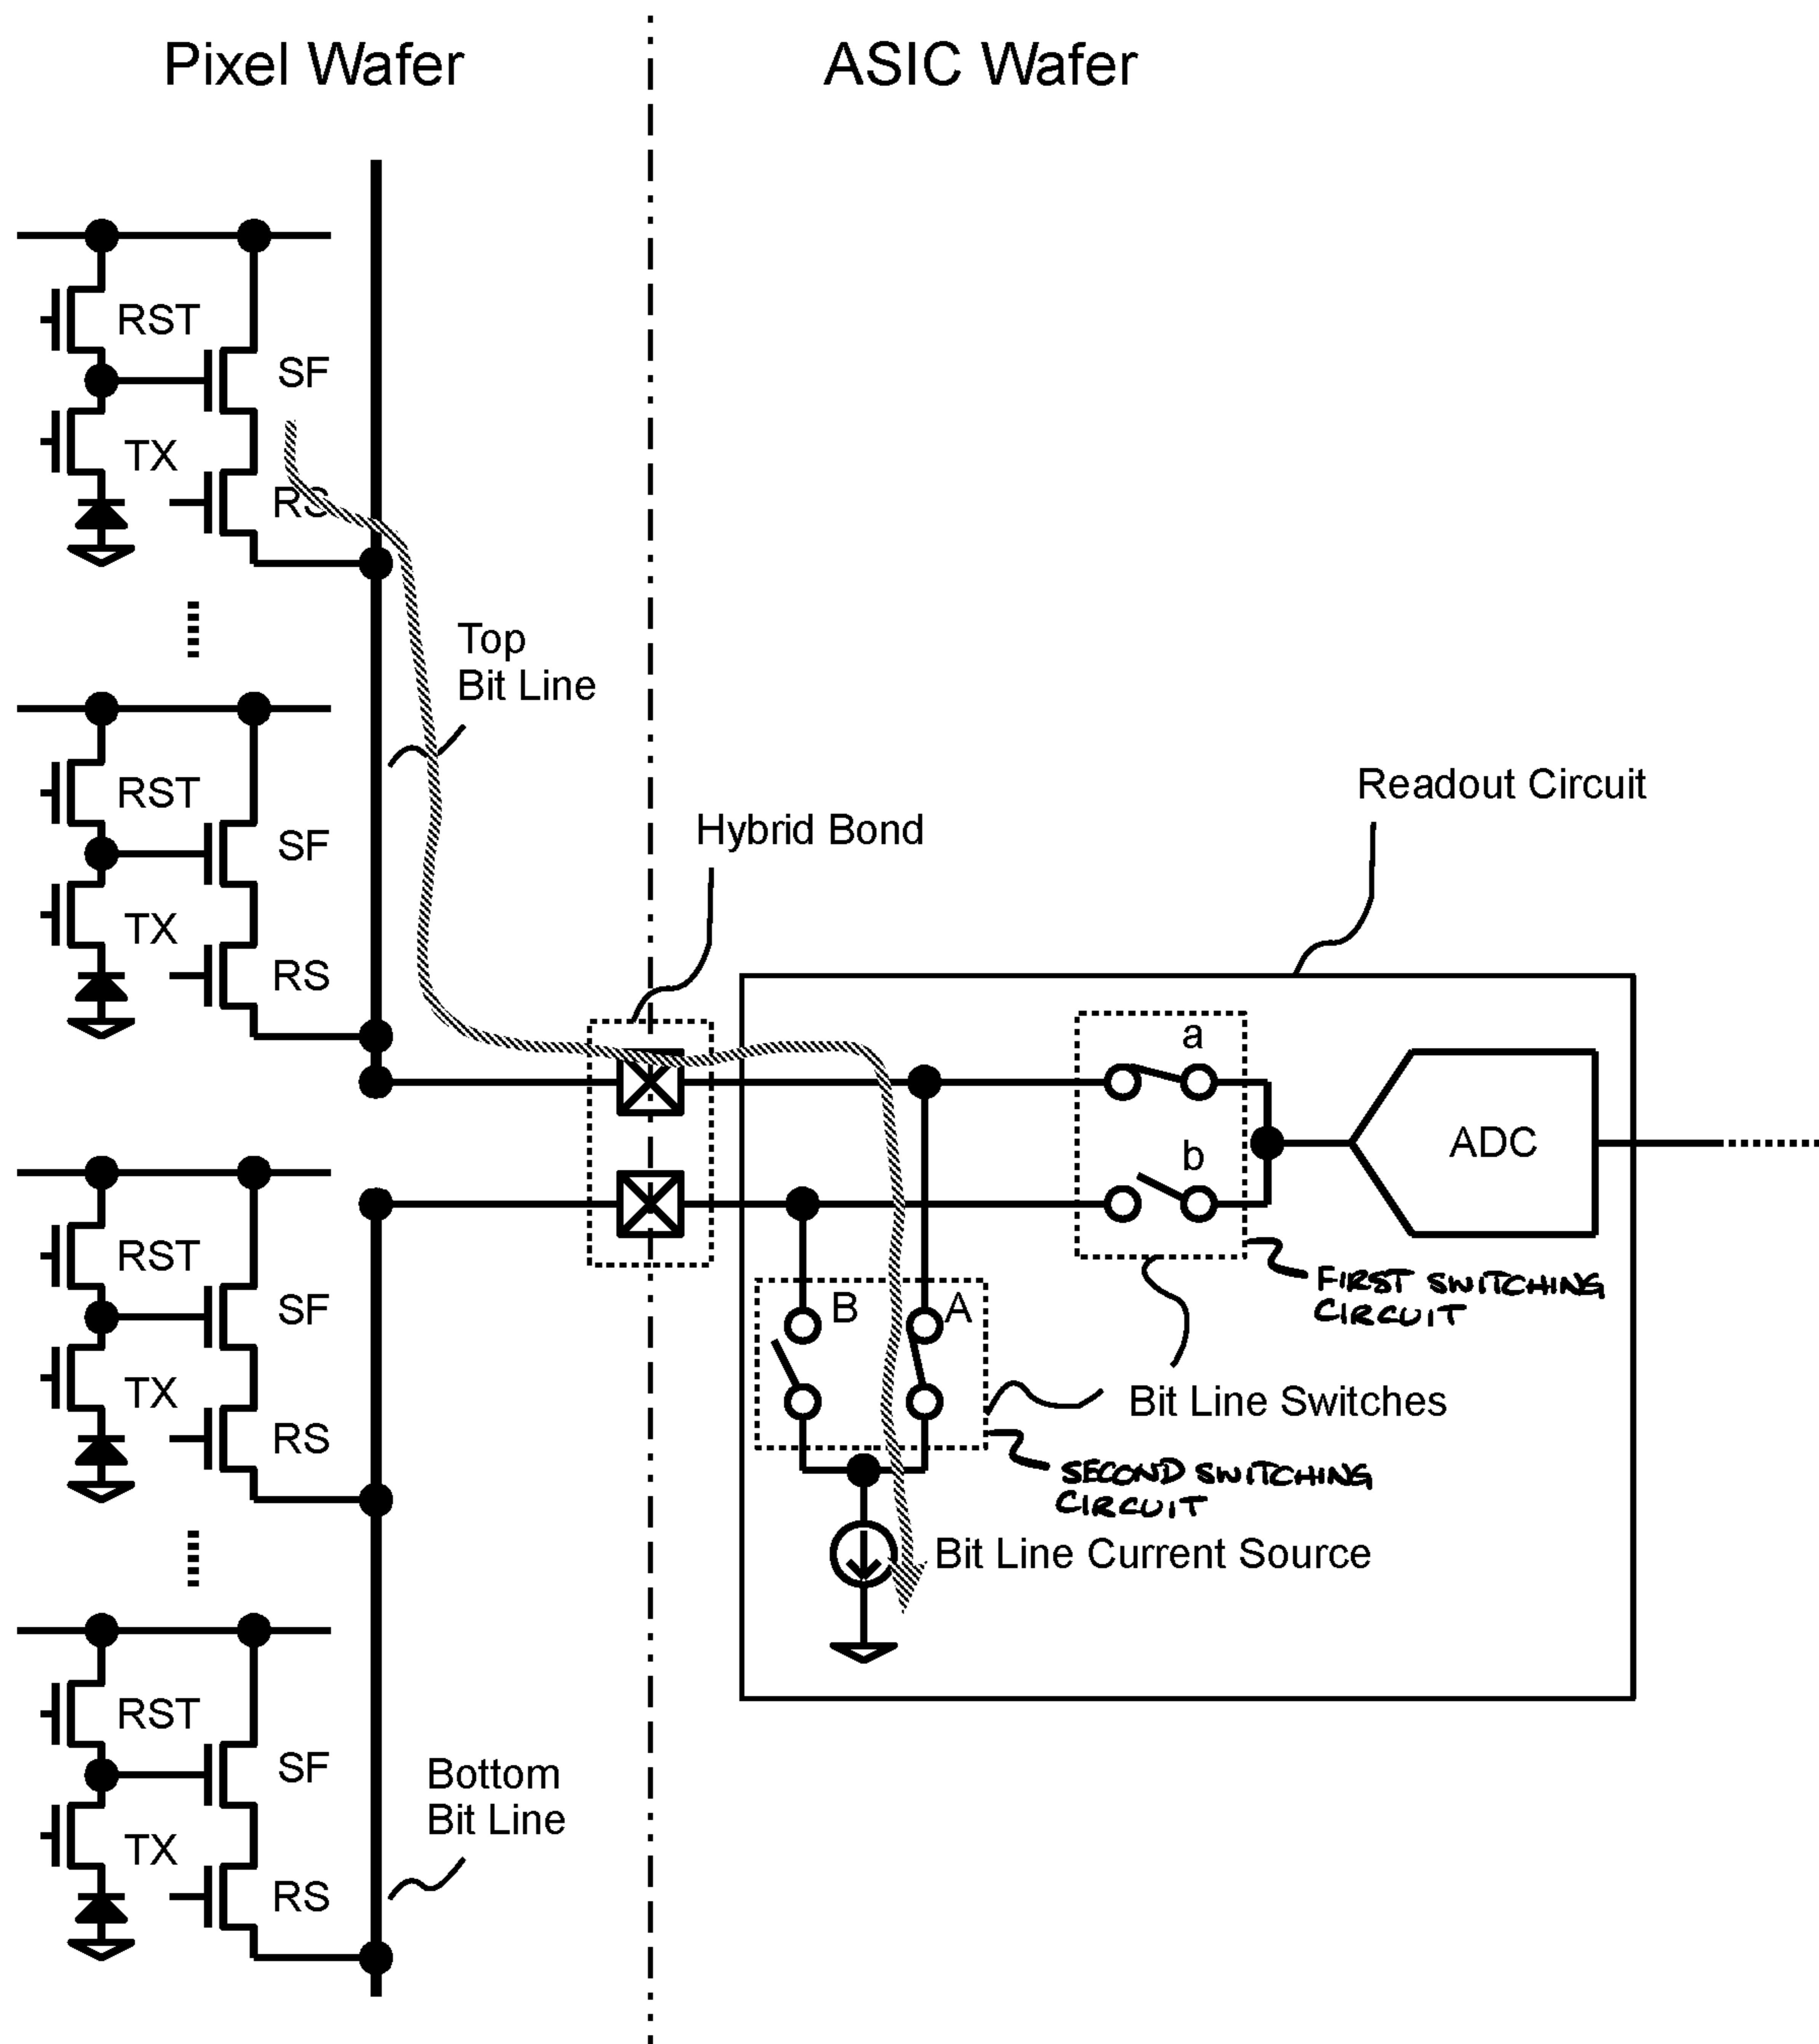 Pixel Wafer
ASIC Wafer
RST
SF
TX
RS
Top
Bit Line
RST
SF
TX
RS
Hybrid Bond
Readout Circuit
a
b
ADC
FIRST SWITCHING
CIRCUIT
RST
SF
TX
RS
B
A
Bit Line Switches
SECOND SWITCHING
CIRCUIT
Bit Line Current Source
RST
SF
TX
RS
Bottom
Bit Line